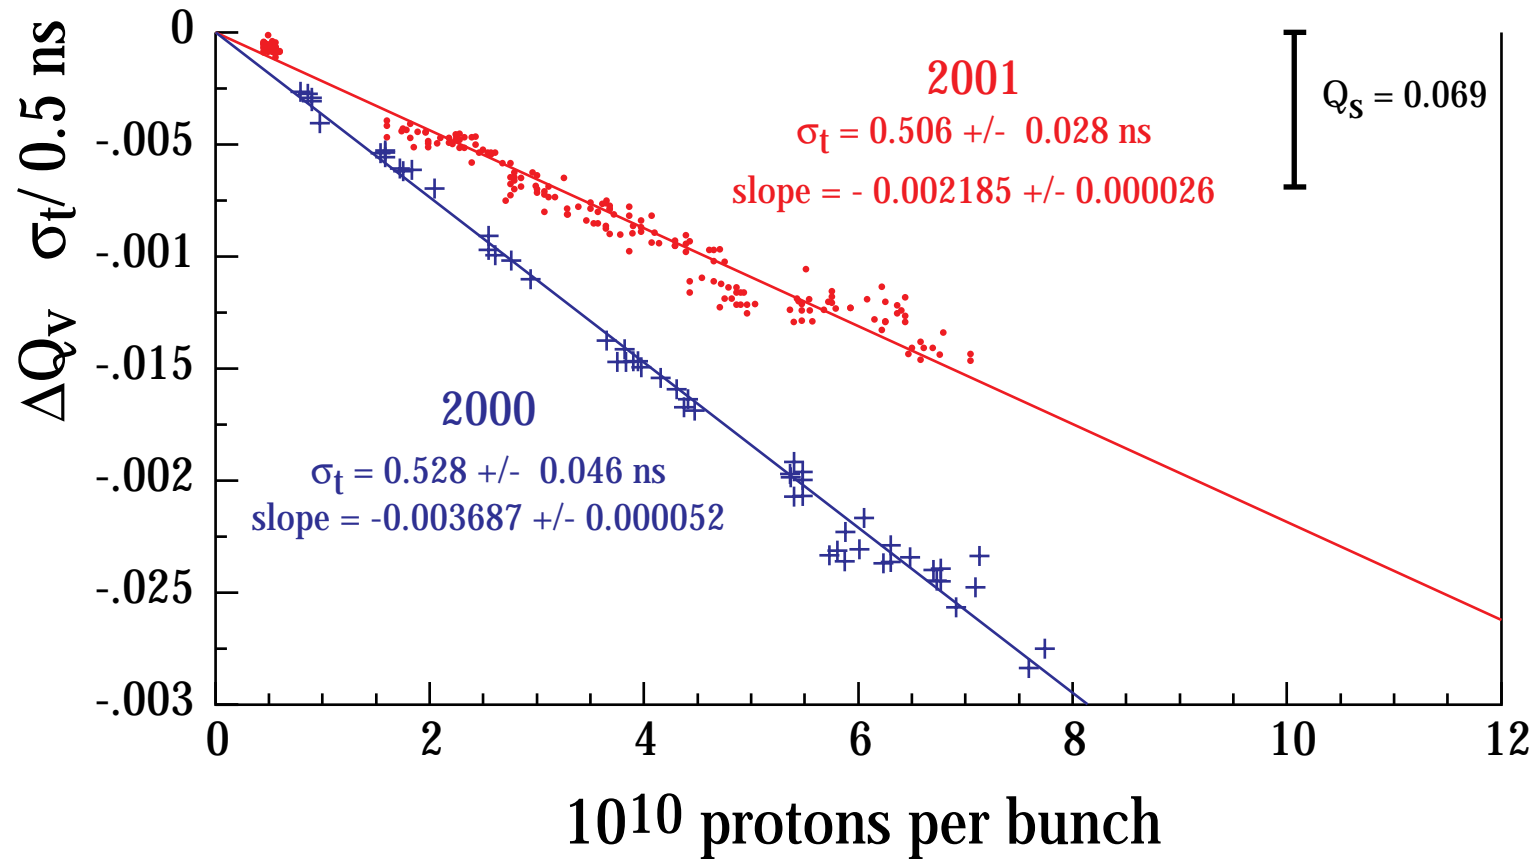 ΔQv σt/ 0.5 ns
0
-.005
-.001
-.015
-.002
-.025
-.003
2001
σt = 0.506 +/- 0.028 ns
slope = - 0.002185 +/- 0.000026
Qs = 0.069
2000
σt = 0.528 +/- 0.046 ns
slope = -0.003687 +/- 0.000052
0 2 4 6 8 10 12
10¹⁰ protons per bunch